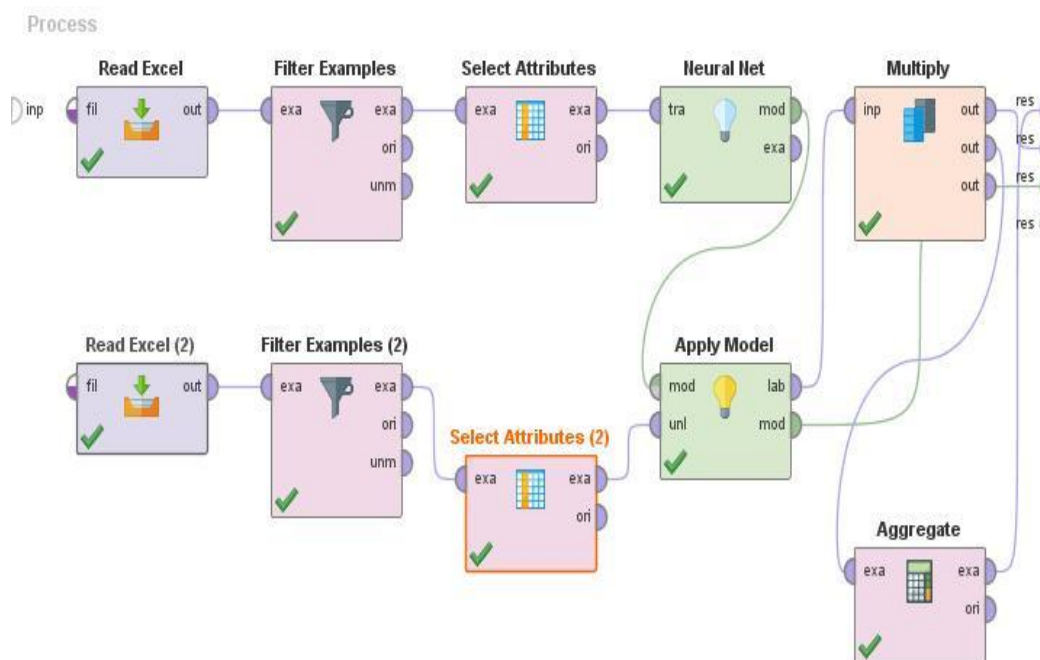 Process
Read Excel
Filter Examples
Select Attributes
Neural Net
Multiply
inp
fil
out
exa
exa
ori
unm
exa
exa
ori
tra
mod
exa
inp
out
out
out
res
res
res
res
Read Excel (2)
Filter Examples (2)
Select Attributes (2)
Apply Model
fil
out
exa
exa
ori
unm
exa
exa
ori
mod
unl
lab
mod
Aggregate
exa
exa
ori